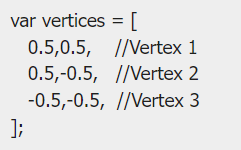 var vertices = [
0.5,0.5, //Vertex 1
0.5,-0.5, //Vertex 2
-0.5,-0.5, //Vertex 3
];